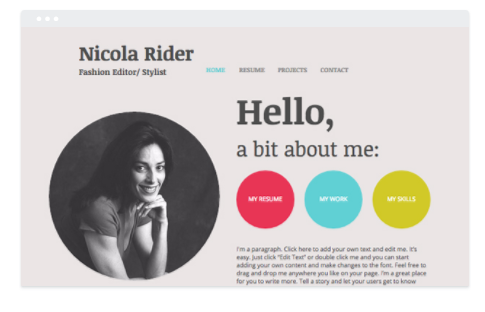 Nicola Rider
Fashion Editor/ Stylist
HOME RESUME PROJECTS CONTACT
Hello,
a bit about me:
MY RESUME MY WORK MY SKILLS
I'm a paragraph. Click here to add your own text and edit me. It's
easy. Just click "Edit Text" or double click me and you can start
adding your own content and make changes to the font. Feel free to
drag and drop me anywhere you like on your page. I'm a great place
for you to write more. Tell a story and let your users get to know